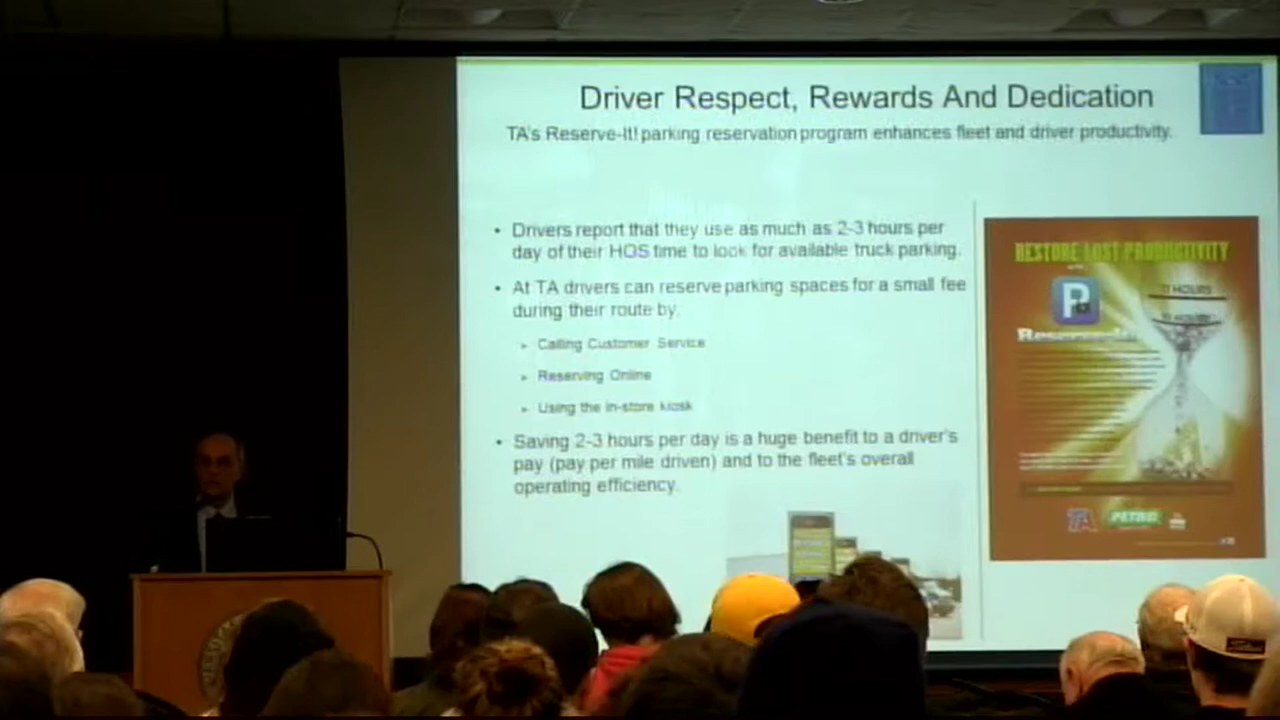 Driver Respect, Rewards And Dedication
TA's Reserve-It! parking reservation program enhances fleet and driver productivity.
• Drivers report that they use as much as 2-3 hours per
day of their HOS time to look for available truck parking.
• At TA drivers can reserve parking spaces for a small fee
during their route by:
➢ Calling Customer Service
➢ Reserving Online
➢ Using the in-store kiosk
• Saving 2-3 hours per day is a huge benefit to a driver's
pay (pay per mile driven) and to the fleet's overall
operating efficiency.
RESTORE LOST PRODUCTIVITY
P
11 HOURS
TA PETRO